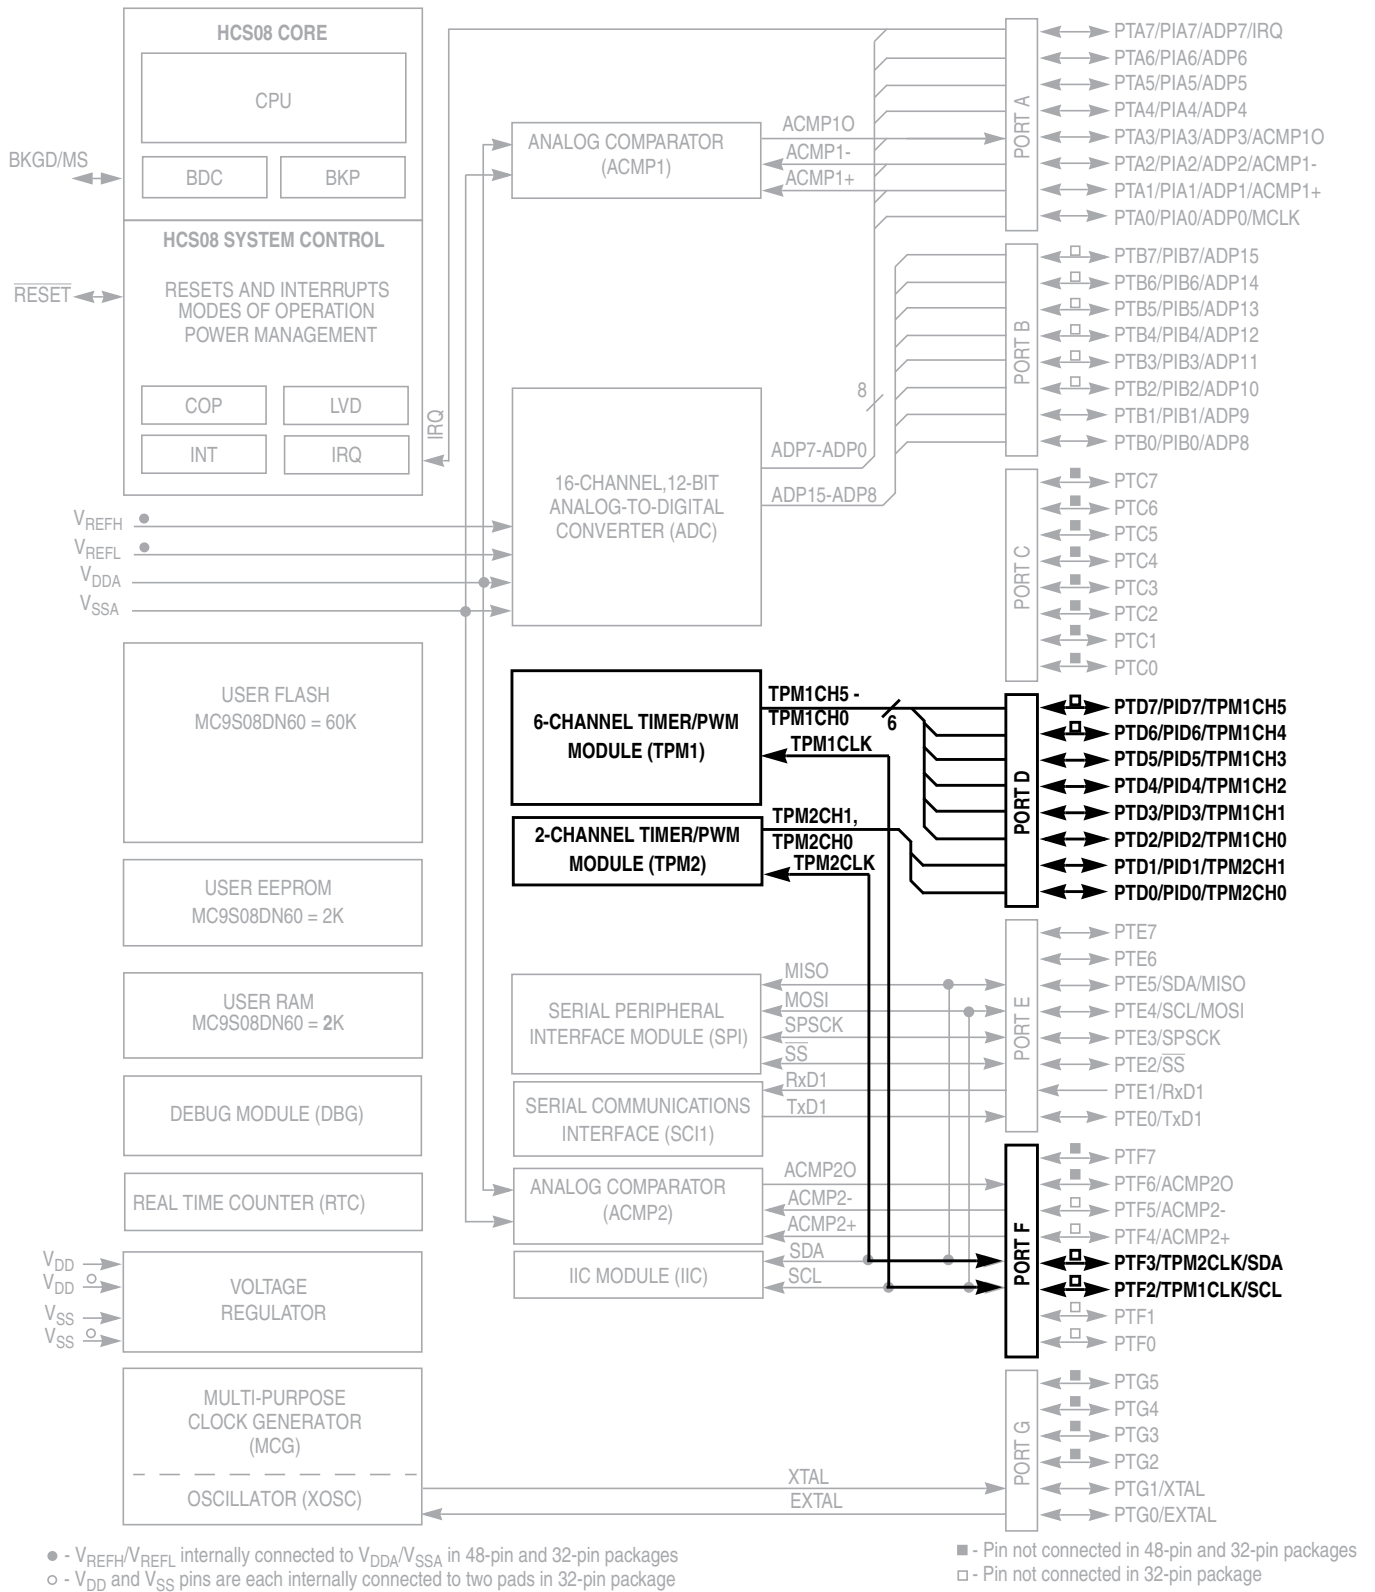 HCS08 CORE
CPU
BDC
BKP
BKGD/MS
HCS08 SYSTEM CONTROL
RESETS AND INTERRUPTS
MODES OF OPERATION
POWER MANAGEMENT
RESET
COP
LVD
INT
IRQ
IRQ
VREFH
VREFL
VDDA
VSSA
USER FLASH
MC9S08DN60 = 60K
USER EEPROM
MC9S08DN60 = 2K
USER RAM
MC9S08DN60 = 2K
DEBUG MODULE (DBG)
REAL TIME COUNTER (RTC)
VDD
VDD
VSS
VSS
VOLTAGE
REGULATOR
MULTI-PURPOSE
CLOCK GENERATOR
(MCG)
OSCILLATOR (XOSC)
ANALOG COMPARATOR
(ACMP1)
ACMP1O
ACMP1-
ACMP1+
16-CHANNEL,12-BIT
ANALOG-TO-DIGITAL
CONVERTER (ADC)
8
ADP7-ADP0
ADP15-ADP8
6-CHANNEL TIMER/PWM
MODULE (TPM1)
TPM1CH5 -
TPM1CH0
6
TPM1CLK
2-CHANNEL TIMER/PWM
MODULE (TPM2)
TPM2CH1,
TPM2CH0
TPM2CLK
SERIAL PERIPHERAL
INTERFACE MODULE (SPI)
MISO
MOSI
SPSCK
SS
SERIAL COMMUNICATIONS
INTERFACE (SCI1)
RxD1
TxD1
ANALOG COMPARATOR
(ACMP2)
ACMP2O
ACMP2-
ACMP2+
IIC MODULE (IIC)
SDA
SCL
XTAL
EXTAL
PORT A
PTA7/PIA7/ADP7/IRQ
PTA6/PIA6/ADP6
PTA5/PIA5/ADP5
PTA4/PIA4/ADP4
PTA3/PIA3/ADP3/ACMP1O
PTA2/PIA2/ADP2/ACMP1-
PTA1/PIA1/ADP1/ACMP1+
PTA0/PIA0/ADP0/MCLK
PORT B
PTB7/PIB7/ADP15
PTB6/PIB6/ADP14
PTB5/PIB5/ADP13
PTB4/PIB4/ADP12
PTB3/PIB3/ADP11
PTB2/PIB2/ADP10
PTB1/PIB1/ADP9
PTB0/PIB0/ADP8
PORT C
PTC7
PTC6
PTC5
PTC4
PTC3
PTC2
PTC1
PTC0
PORT D
PTD7/PID7/TPM1CH5
PTD6/PID6/TPM1CH4
PTD5/PID5/TPM1CH3
PTD4/PID4/TPM1CH2
PTD3/PID3/TPM1CH1
PTD2/PID2/TPM1CH0
PTD1/PID1/TPM2CH1
PTD0/PID0/TPM2CH0
PORT E
PTE7
PTE6
PTE5/SDA/MISO
PTE4/SCL/MOSI
PTE3/SPSCK
PTE2/SS
PTE1/RxD1
PTE0/TxD1
PORT F
PTF7
PTF6/ACMP2O
PTF5/ACMP2-
PTF4/ACMP2+
PTF3/TPM2CLK/SDA
PTF2/TPM1CLK/SCL
PTF1
PTF0
PORT G
PTG5
PTG4
PTG3
PTG2
PTG1/XTAL
PTG0/EXTAL
● - VREFH/VREFL internally connected to VDDA/VSSA in 48-pin and 32-pin packages
○ - VDD and VSS pins are each internally connected to two pads in 32-pin package
■ - Pin not connected in 48-pin and 32-pin packages
□ - Pin not connected in 32-pin package